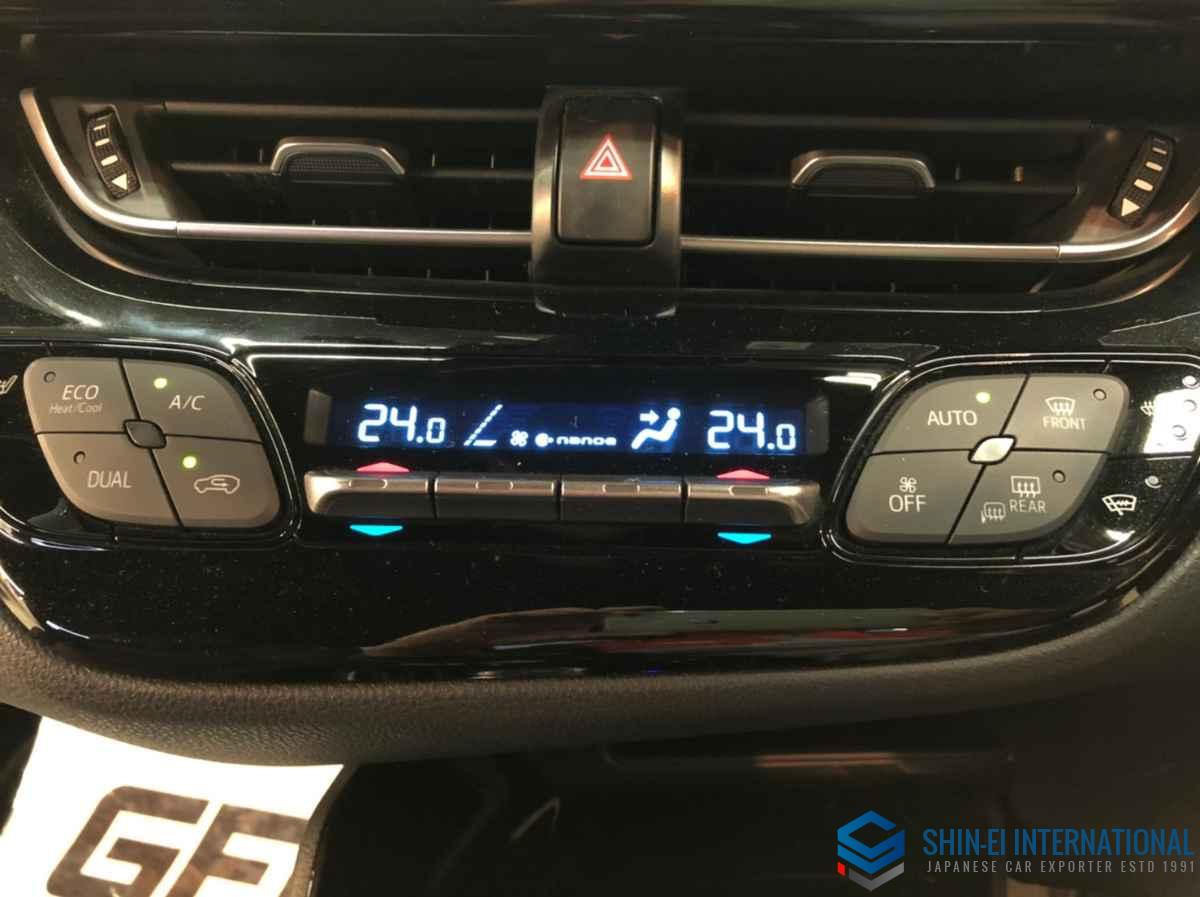 ECO
Heat/Cool
A/C
DUAL
24.0
nanoe
24.0
AUTO
FRONT
OFF
REAR
GF
SHIN-EI INTERNATIONAL
JAPANESE CAR EXPORTER ESTD 1991